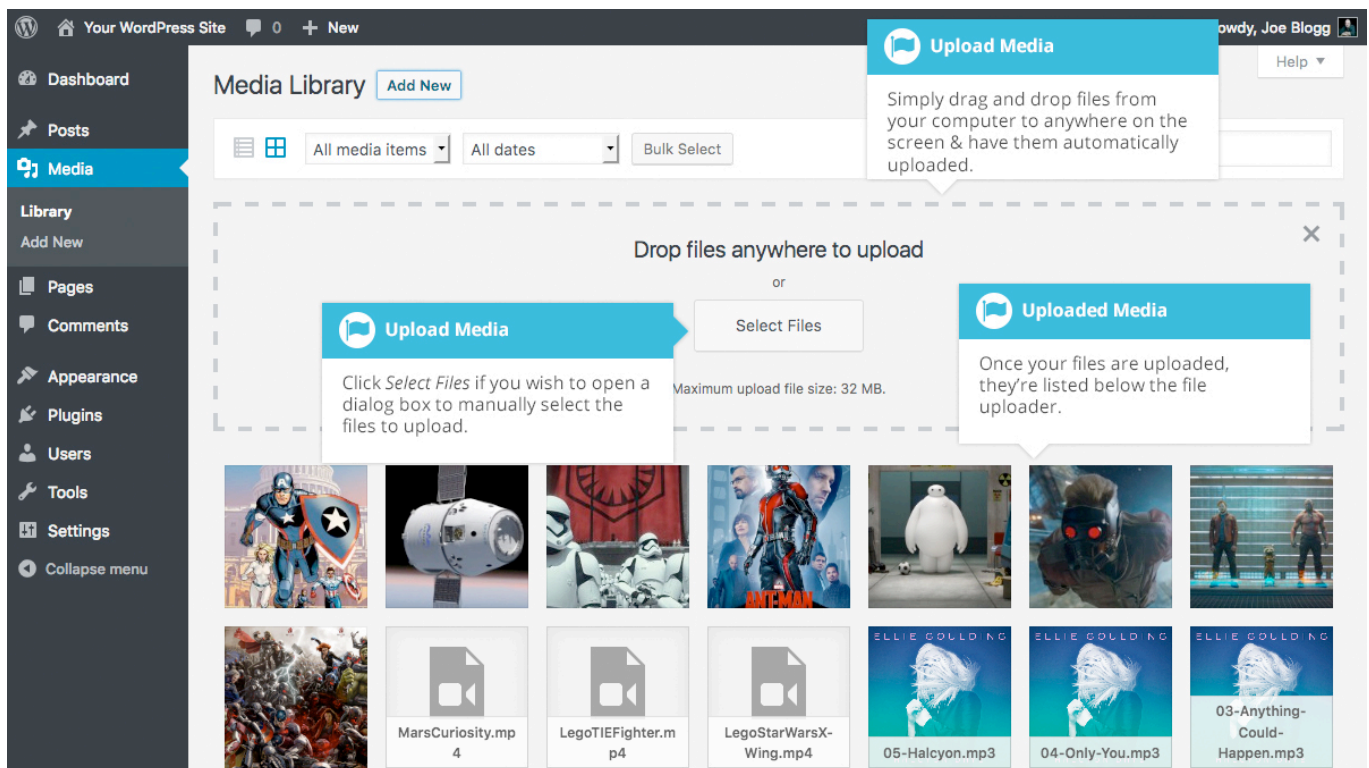 Your WordPress Site 0 + New
owdy, Joe Blogg
Help
Dashboard
Posts
Media
Library
Add New
Pages
Comments
Appearance
Plugins
Users
Tools
Settings
Collapse menu
Media Library Add New
All media items All dates Bulk Select
Upload Media
Simply drag and drop files from
your computer to anywhere on the
screen & have them automatically
uploaded.
Drop files anywhere to upload
or
Select Files
Maximum upload file size: 32 MB.
Upload Media
Click Select Files if you wish to open a
dialog box to manually select the
files to upload.
Uploaded Media
Once your files are uploaded,
they’re listed below the file
uploader.
ANT-MAN
MarsCuriosity.mp
4
LegoTIEFighter.m
p4
LegoStarWarsX-
Wing.mp4
ELLIE GOULDING
05-Halcyon.mp3
ELLIE GOULDING
04-Only-You.mp3
ELLIE GOULDING
03-Anything-
Could-
Happen.mp3